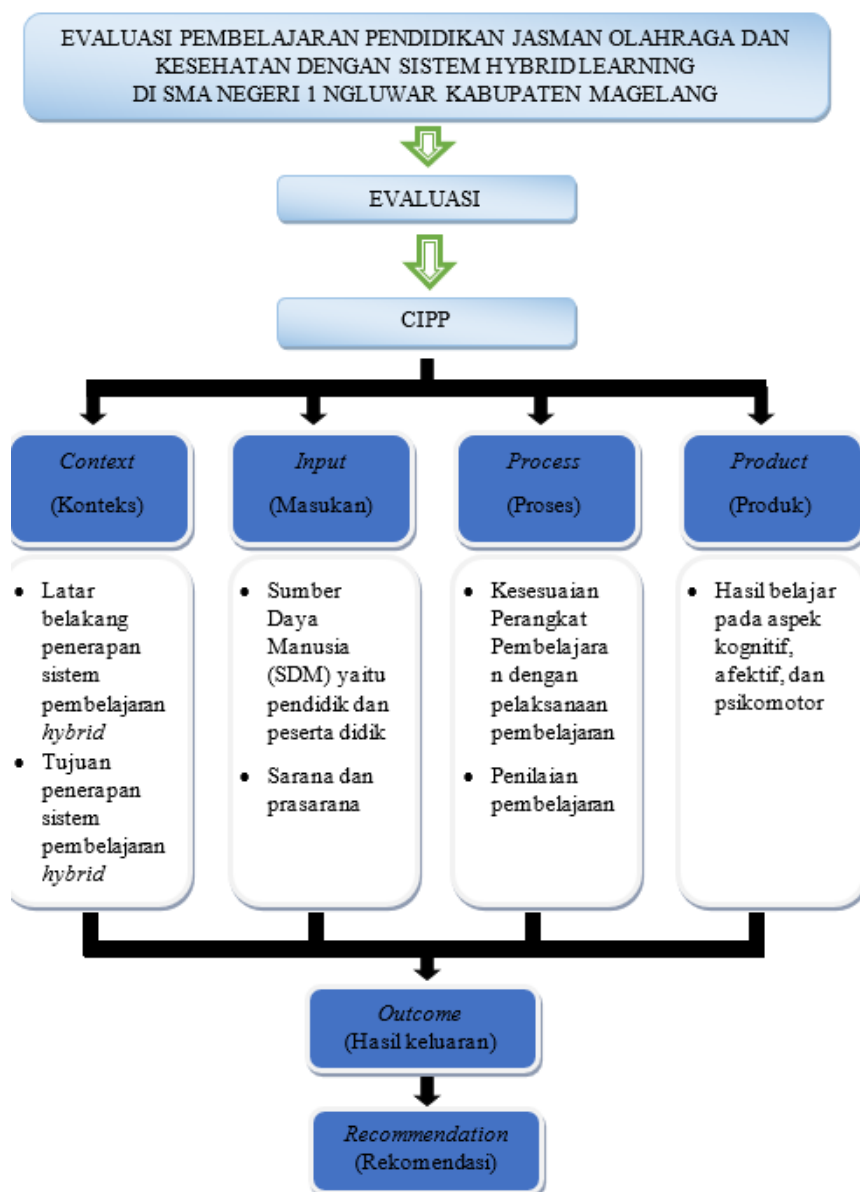 EVALUASI PEMBELAJARAN PENDIDIKAN JASMAN OLAHRAGA DAN
KESEHATAN DENGAN SISTEM HYBRID LEARNING
DI SMA NEGERI 1 NGLUWAR KABUPATEN MAGELANG
EVALUASI
CIPP
Context
(Konteks)
Input
(Masukan)
Process
(Proses)
Product
(Produk)
• Latar
belakang
penerapan
sistem
pembelajaran
hybrid
• Tujuan
penerapan
sistem
pembelajaran
hybrid
• Sumber
Daya
Manusia
(SDM) yaitu
pendidik dan
peserta didik
• Sarana dan
prasarana
• Kesesuaian
Perangkat
Pembelajara
n dengan
pelaksanaan
pembelajaran
• Penilaian
pembelajaran
• Hasil belajar
pada aspek
kognitif,
afektif, dan
psikomotor
Outcome
(Hasil keluaran)
Recommendation
(Rekomendasi)